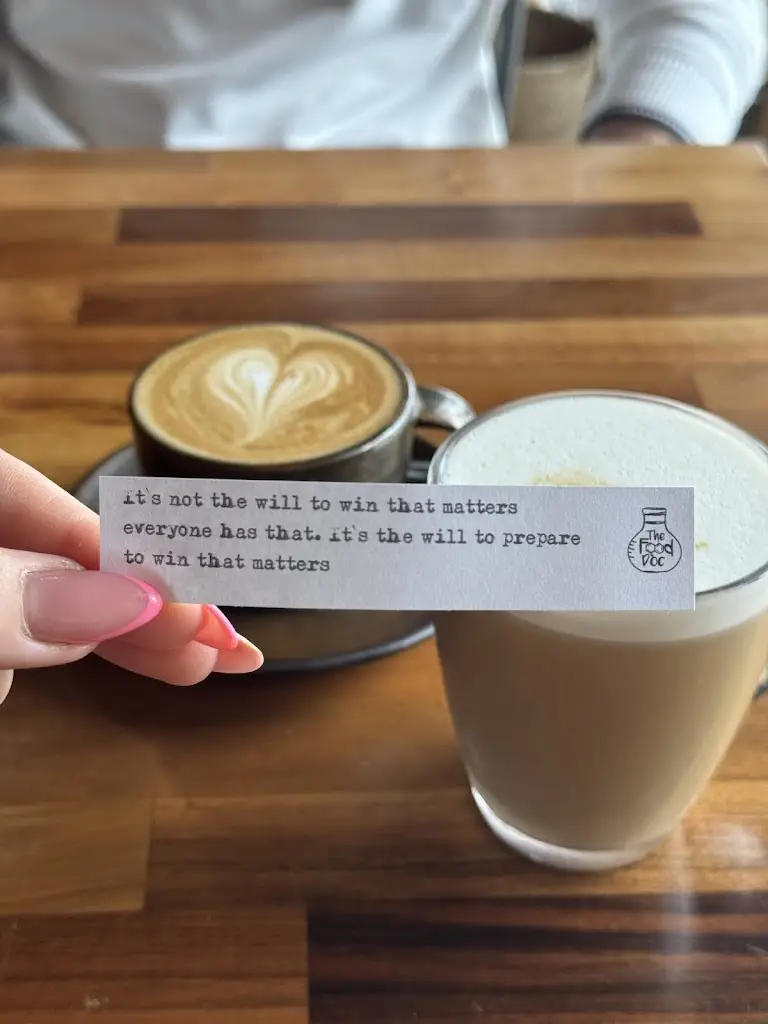 it's not the will to win that matters
everyone has that. it's the will to prepare
to win that matters
The
Food
Doc